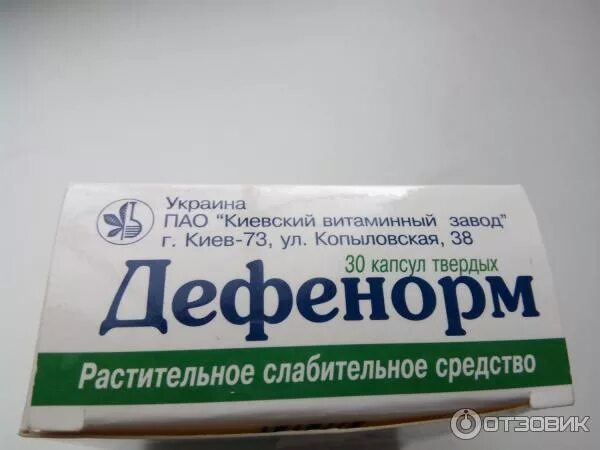 Украина
ПАО "Киевский витаминный завод"
г. Киев-73, ул. Копыловская, 38
30 капсул твердых
Дефенорм
Растительное слабительное средство
ОТЗОВИК